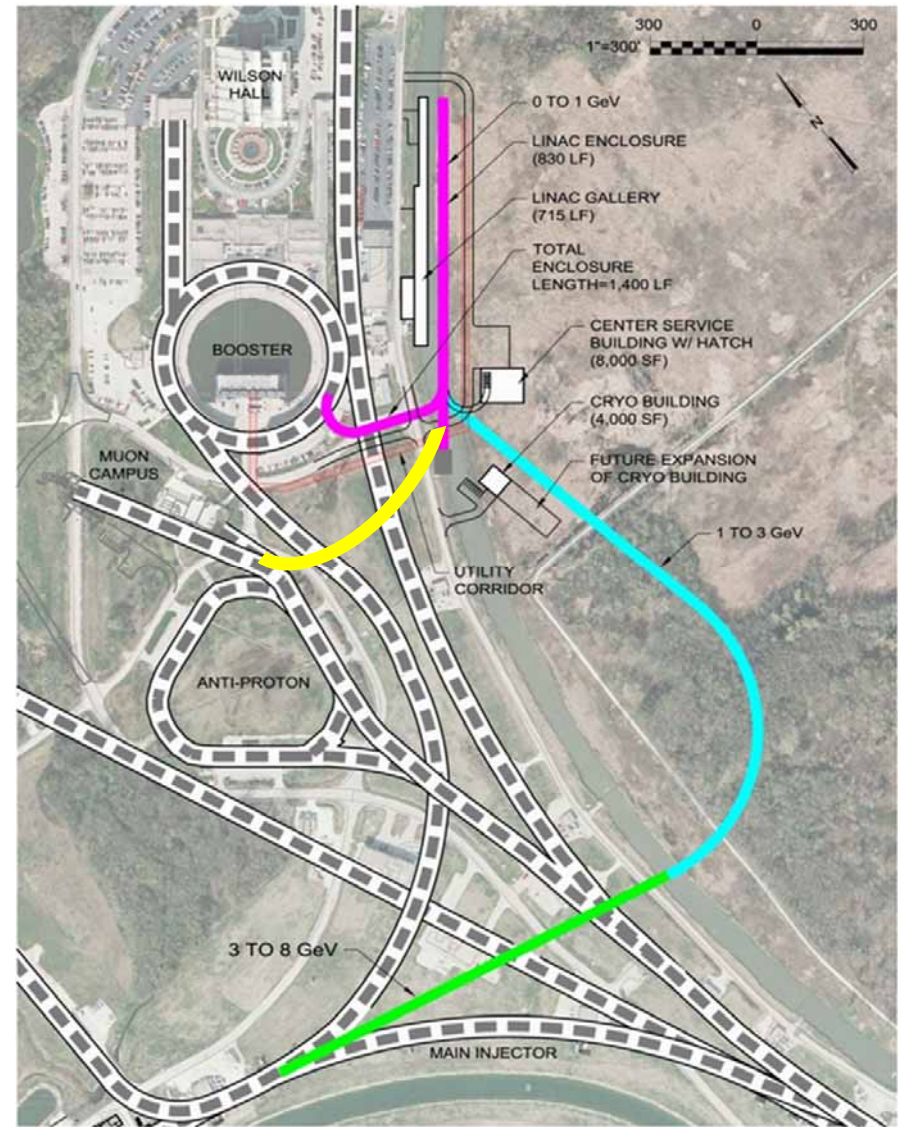 300
0
300
1"=300'
N
WILSON
HALL
0 TO 1 GeV
LINAC ENCLOSURE
(830 LF)
LINAC GALLERY
(715 LF)
TOTAL
ENCLOSURE
LENGTH=1,400 LF
BOOSTER
CENTER SERVICE
BUILDING W/ HATCH
(8,000 SF)
CRYO BUILDING
(4,000 SF)
MUON
CAMPUS
FUTURE EXPANSION
OF CRYO BUILDING
1 TO 3 GeV
UTILITY
CORRIDOR
ANTI-PROTON
3 TO 8 GeV
MAIN INJECTOR